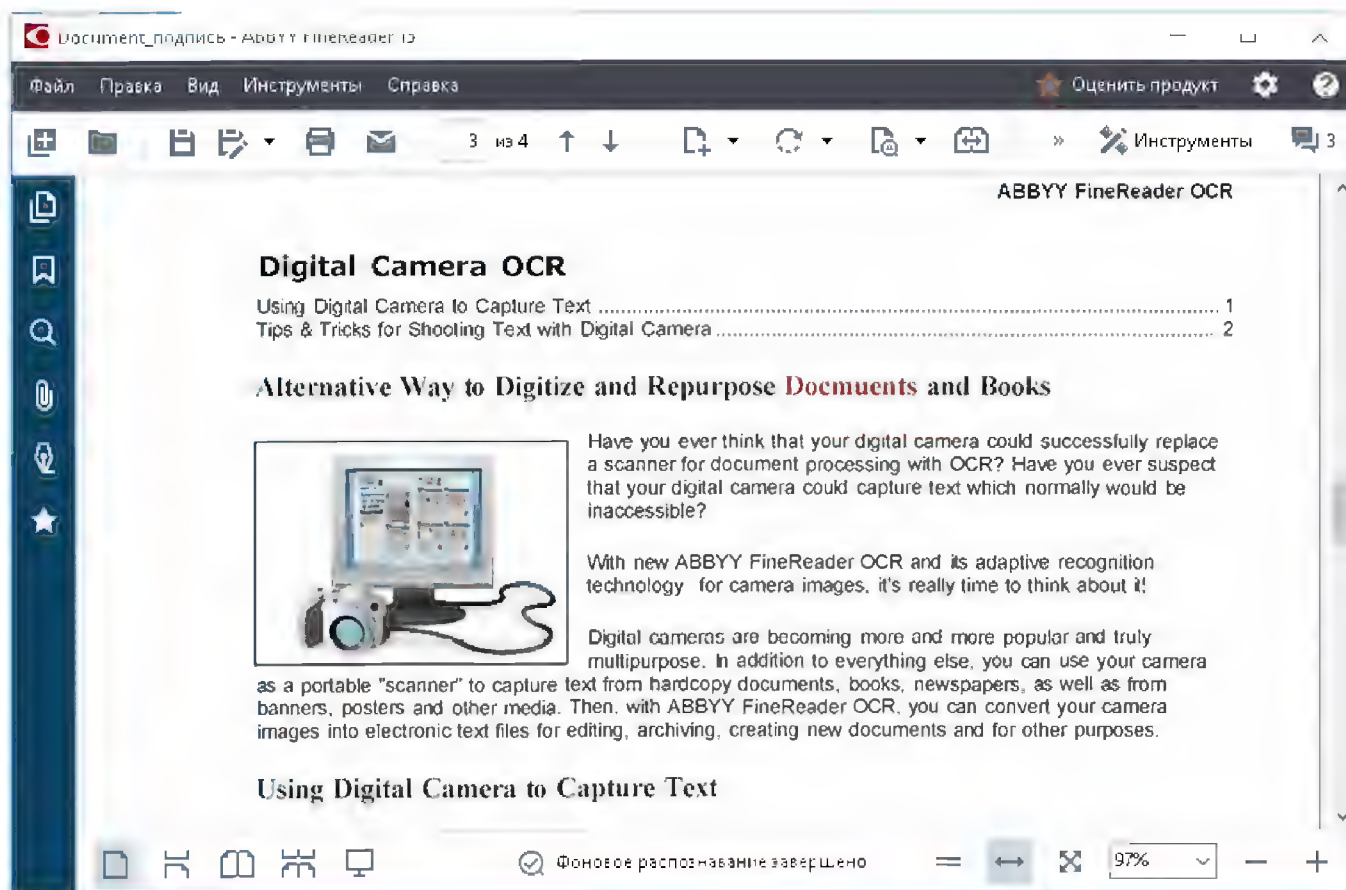 Document_подпись - ABBYY FineReader 15
Файл Правка Вид Инструменты Справка Оценить продукт
3 из 4 Инструменты 3
ABBYY FineReader OCR
Digital Camera OCR
Using Digital Camera to Capture Text ........ 1
Tips & Tricks for Shooting Text with Digital Camera ........ 2
Alternative Way to Digitize and Repurpose Docmuents and Books
Have you ever think that your digital camera could successfully replace
a scanner for document processing with OCR? Have you ever suspect
that your digital camera could capture text which normally would be
inaccessible?
With new ABBYY FineReader OCR and its adaptive recognition
technology for camera images, it's really time to think about it!
Digital cameras are becoming more and more popular and truly
multipurpose. In addition to everything else, you can use your camera
as a portable "scanner" to capture text from hardcopy documents, books, newspapers, as well as from
banners, posters and other media. Then, with ABBYY FineReader OCR, you can convert your camera
images into electronic text files for editing, archiving, creating new documents and for other purposes.
Using Digital Camera to Capture Text
Фоновое распознавание завершено 97%